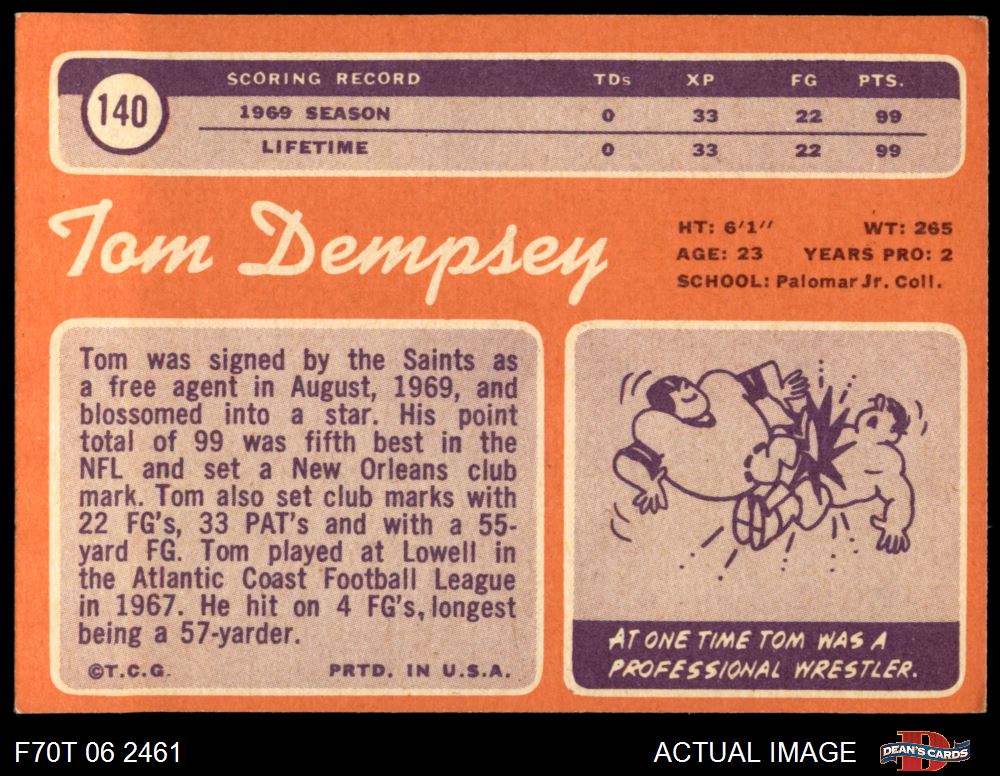 140
SCORING RECORD TDs XP FG PTS.
1969 SEASON 0 33 22 99
LIFETIME 0 33 22 99
Tom Dempsey
HT: 6'1'' WT: 265
AGE: 23 YEARS PRO: 2
SCHOOL: Palomar Jr. Coll.
Tom was signed by the Saints as
a free agent in August, 1969, and
blossomed into a star. His point
total of 99 was fifth best in the
NFL and set a New Orleans club
mark. Tom also set club marks with
22 FG's, 33 PAT's and with a 55-
yard FG. Tom played at Lowell in
the Atlantic Coast Football League
in 1967. He hit on 4 FG's, longest
being a 57-yarder.
©T.C.G. PRTD. IN U.S.A.
AT ONE TIME TOM WAS A
PROFESSIONAL WRESTLER.
F70T 06 2461
ACTUAL IMAGE
D
DEAN'S CARDS